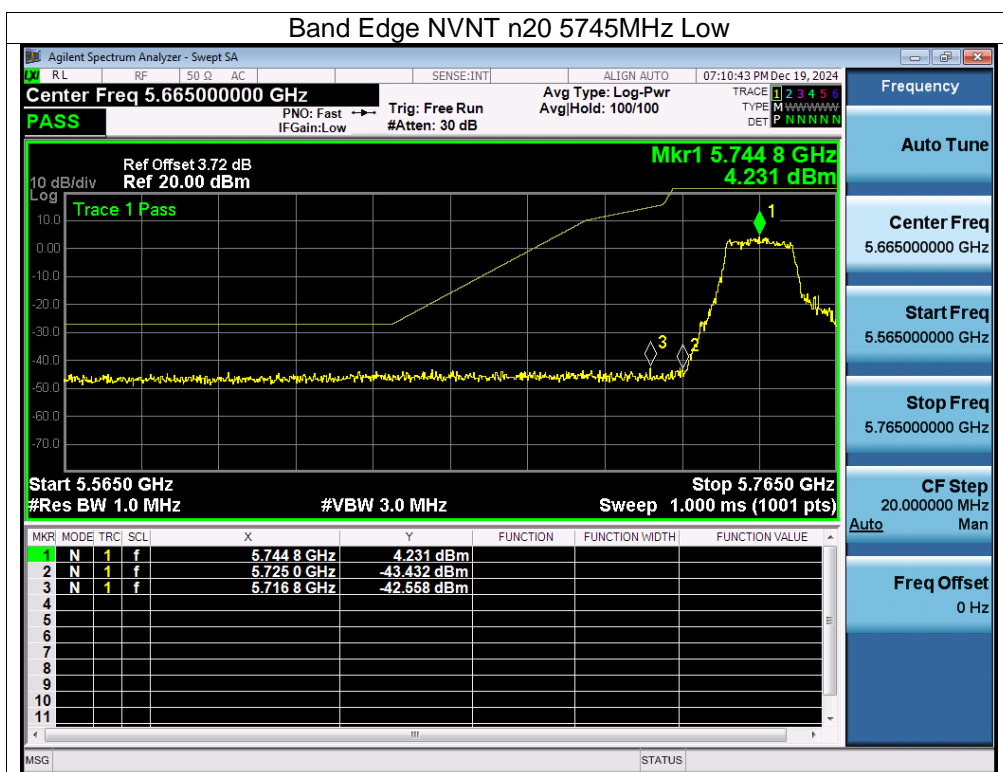 Band Edge NVNT n20 5745MHz Low
Agilent Spectrum Analyzer - Swept SA
LXI RL RF 50 Ω AC SENSE:INT ALIGN AUTO 07:10:43 PM Dec 19, 2024
Center Freq 5.665000000 GHz
PASS
PNO: Fast
IFGain:Low
Trig: Free Run
#Atten: 30 dB
Avg Type: Log-Pwr
Avg|Hold: 100/100
TRACE 1 2 3 4 5 6
TYPE M WWWWW
DET P N N N N N
Ref Offset 3.72 dB
10 dB/div Ref 20.00 dBm
Log
Mkr1 5.744 8 GHz
4.231 dBm
Trace 1 Pass
10.0
0.00
-10.0
-20.0
-30.0
-40.0
-50.0
-60.0
-70.0
1
3 2
Start 5.5650 GHz Stop 5.7650 GHz
#Res BW 1.0 MHz #VBW 3.0 MHz Sweep 1.000 ms (1001 pts)
MKR MODE TRC SCL X Y FUNCTION FUNCTION WIDTH FUNCTION VALUE
1 N 1 f 5.744 8 GHz 4.231 dBm
2 N 1 f 5.725 0 GHz -43.432 dBm
3 N 1 f 5.716 8 GHz -42.558 dBm
4
5
6
7
8
9
10
11
MSG STATUS
Frequency
Auto Tune
Center Freq
5.665000000 GHz
Start Freq
5.565000000 GHz
Stop Freq
5.765000000 GHz
CF Step
20.000000 MHz
Auto Man
Freq Offset
0 Hz